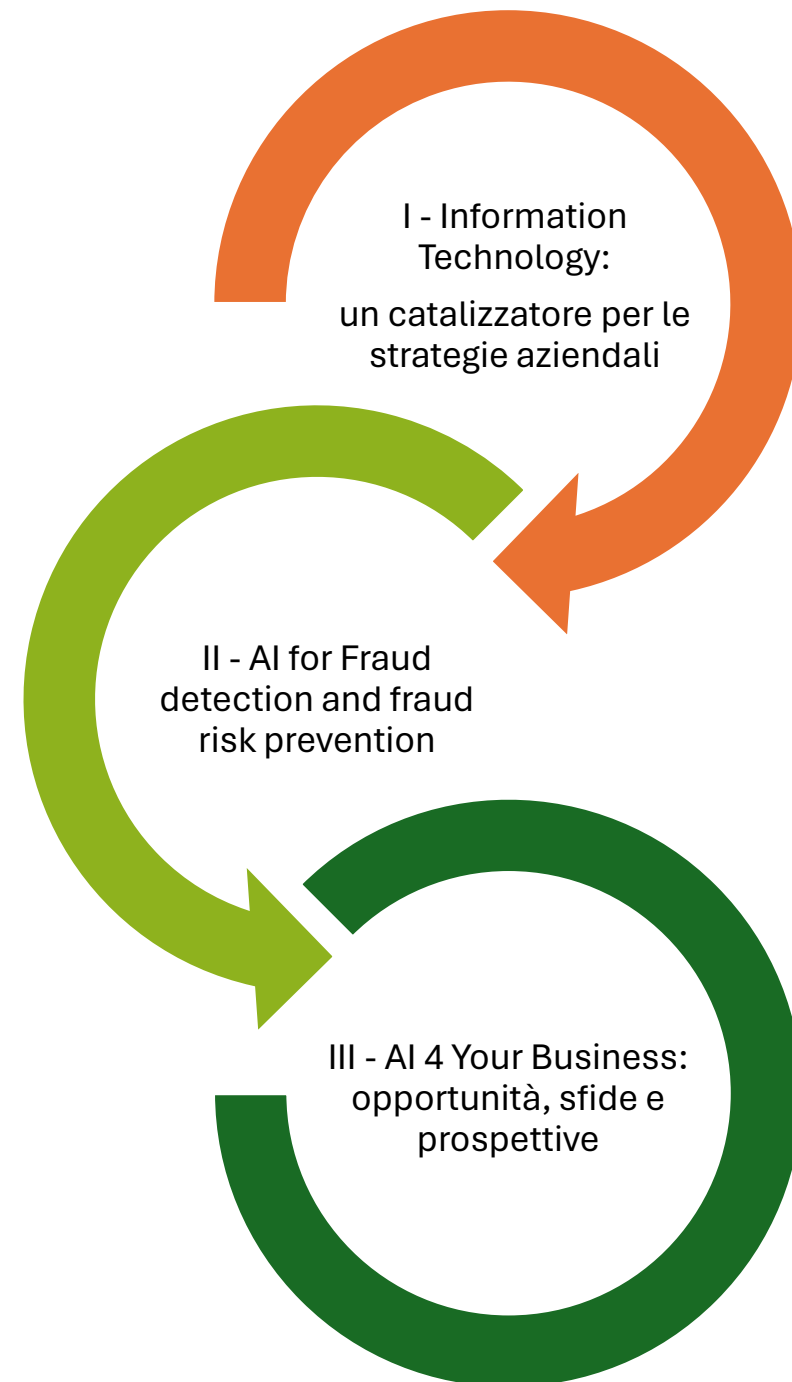 I - Information
Technology:
un catalizzatore per le
strategie aziendali
II - AI for Fraud
detection and fraud
risk prevention
III - AI 4 Your Business:
opportunità, sfide e
prospettive